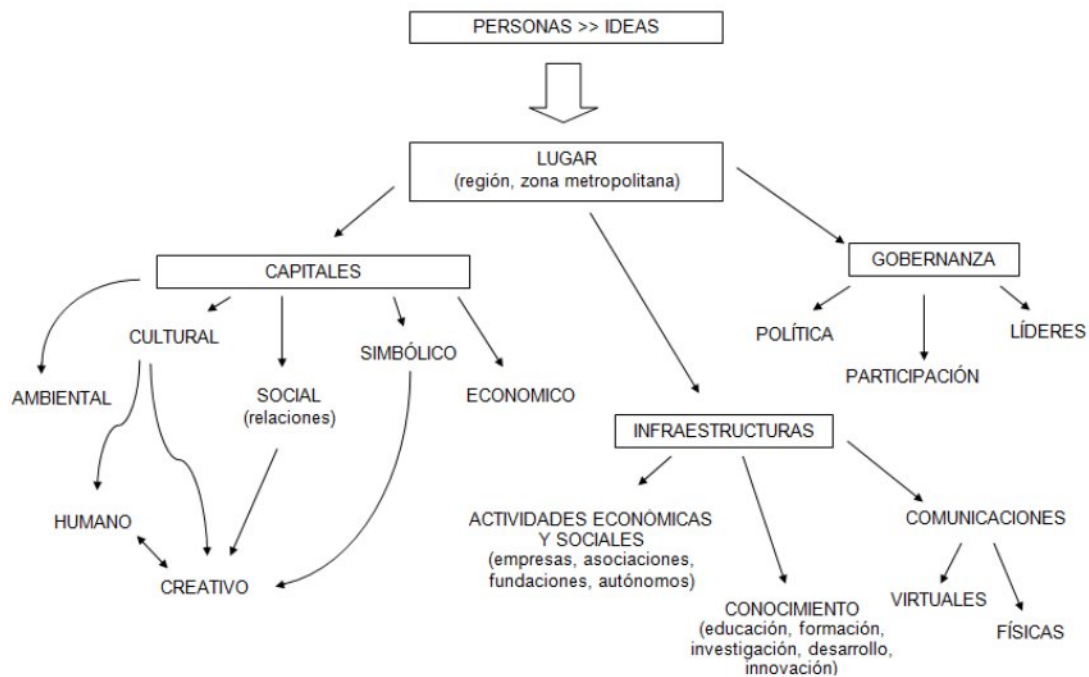 PERSONAS >> IDEAS
LUGAR
(región, zona metropolitana)
CAPITALES
GOBERNANZA
CULTURAL
SIMBÓLICO
POLÍTICA
LÍDERES
AMBIENTAL
SOCIAL
(relaciones)
ECONOMICO
PARTICIPACIÓN
INFRAESTRUCTURAS
HUMANO
CREATIVO
ACTIVIDADES ECONÓMICAS
Y SOCIALES
(empresas, asociaciones,
fundaciones, autónomos)
COMUNICACIONES
CONOCIMIENTO
(educación, formación,
investigación, desarrollo,
innovación)
VIRTUALES
FÍSICAS